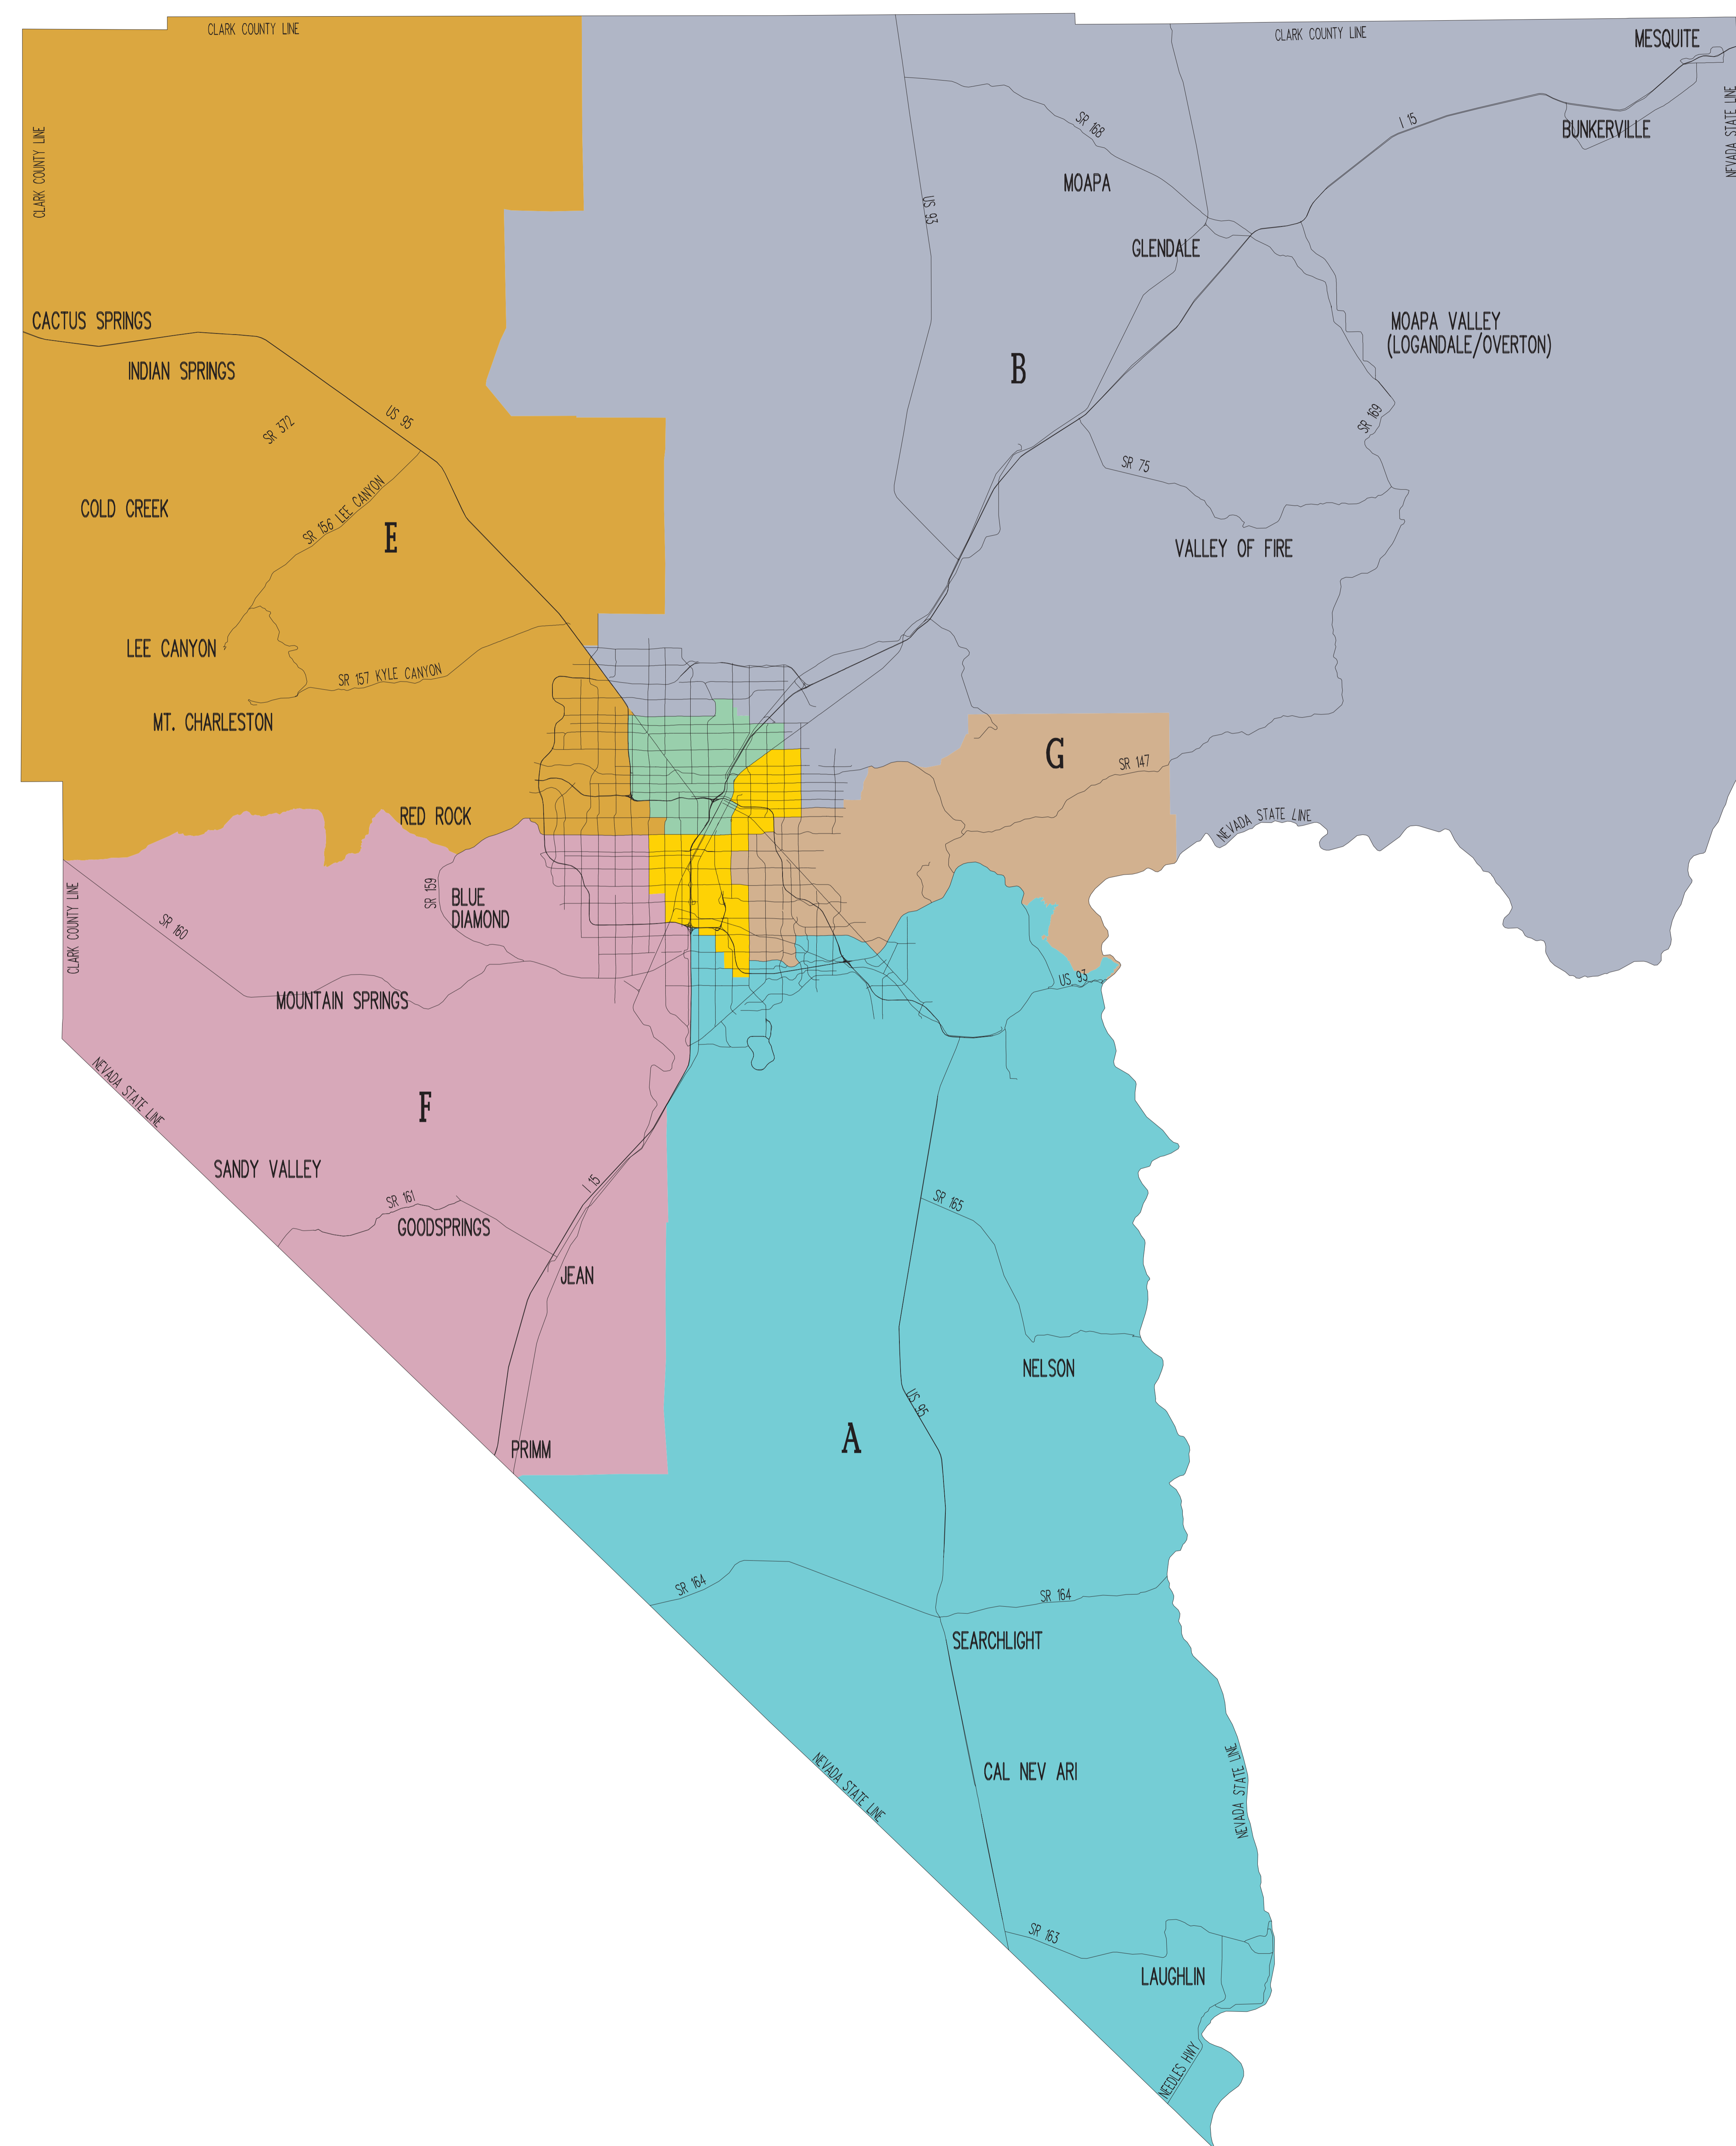 CLARK COUNTY LINE
CLARK COUNTY LINE
MESQUITE
NEVADA STATE LINE
CLARK COUNTY LINE
SR 168
I 15
BUNKERVILLE
MOAPA
US 93
GLENDALE
CACTUS SPRINGS
MOAPA VALLEY
(LOGANDALE/OVERTON)
INDIAN SPRINGS
B
SR 372
US 95
SR 169
SR 75
COLD CREEK
SR 156 LEE CANYON
E
VALLEY OF FIRE
LEE CANYON
SR 157 KYLE CANYON
MT. CHARLESTON
G
SR 147
RED ROCK
NEVADA STATE LINE
CLARK COUNTY LINE
SR 159
BLUE
DIAMOND
SR 160
US 93
MOUNTAIN SPRINGS
NEVADA STATE LINE
F
SANDY VALLEY
SR 161
I 15
SR 165
GOODSPRINGS
JEAN
NELSON
US 95
A
PRIMM
SR 164
SR 164
SEARCHLIGHT
CAL NEV ARI
NEVADA STATE LINE
NEVADA STATE LINE
SR 163
LAUGHLIN
NEEDLES HWY